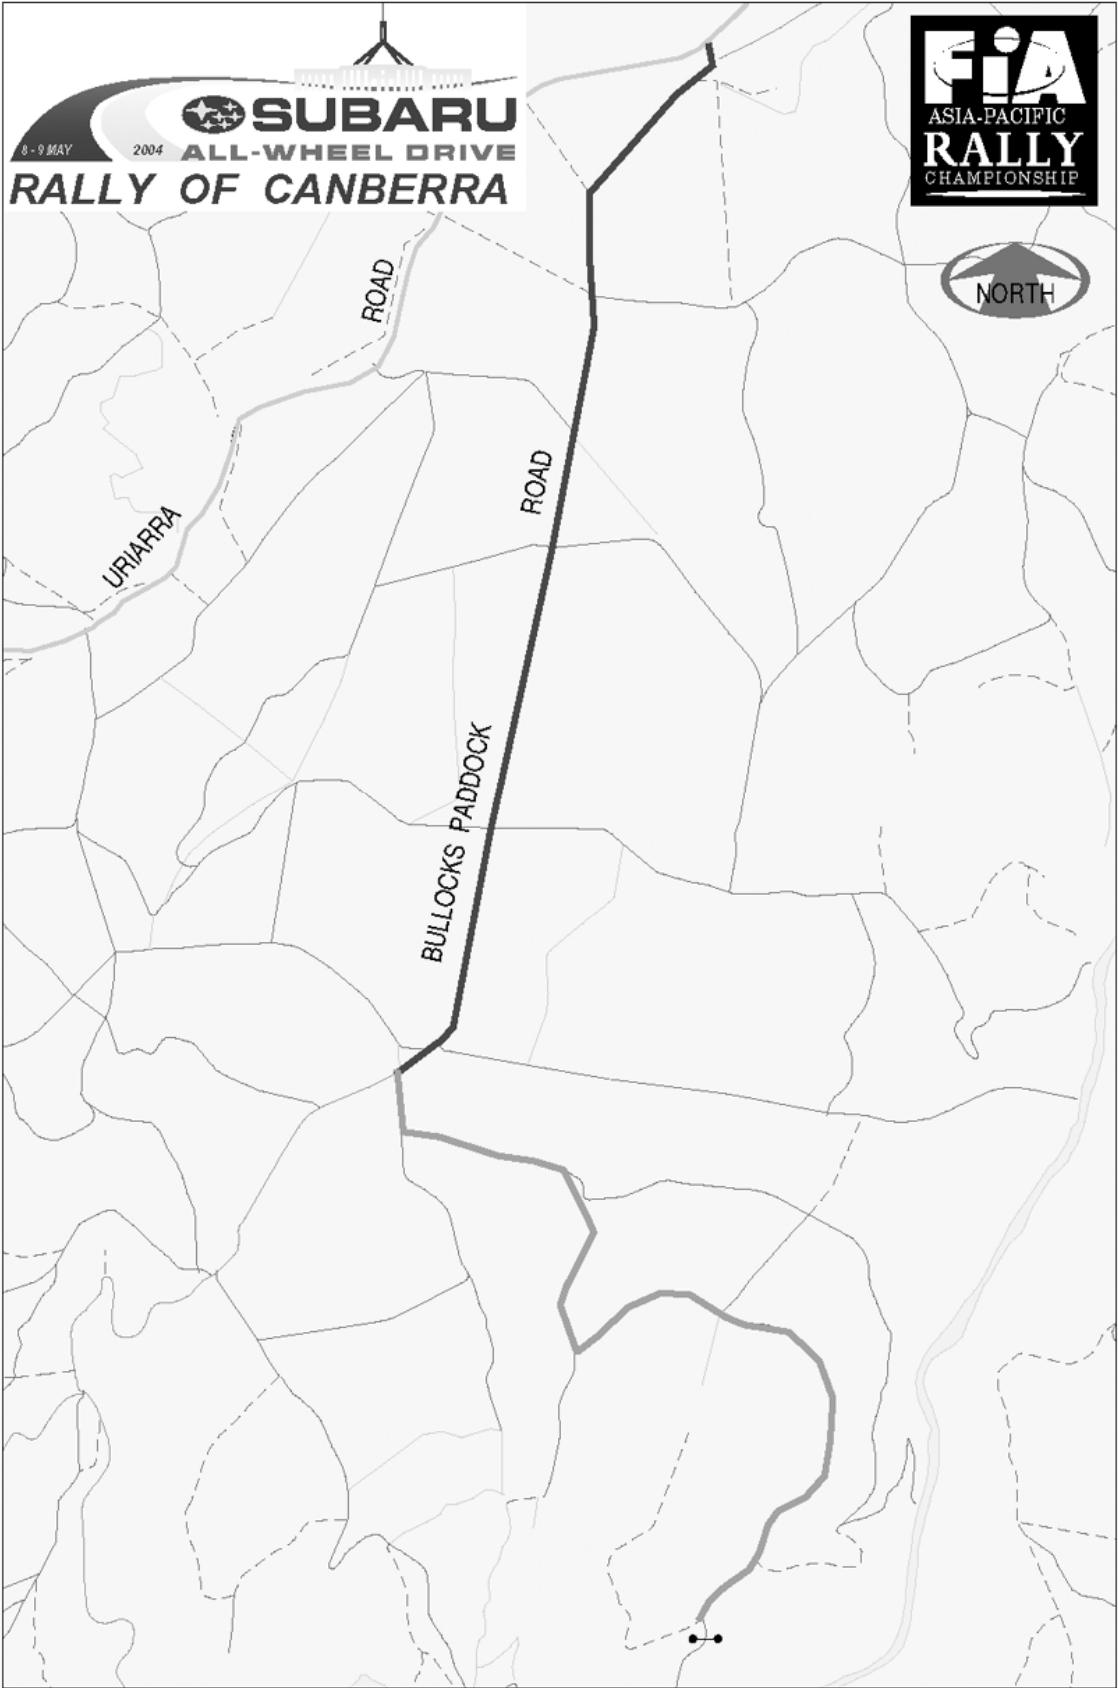 SUBARU
8 - 9 MAY 2004 ALL-WHEEL DRIVE
RALLY OF CANBERRA
FiA
ASIA-PACIFIC
RALLY
CHAMPIONSHIP
NORTH
ROAD
URIARRA
ROAD
BULLOCKS PADDOCK